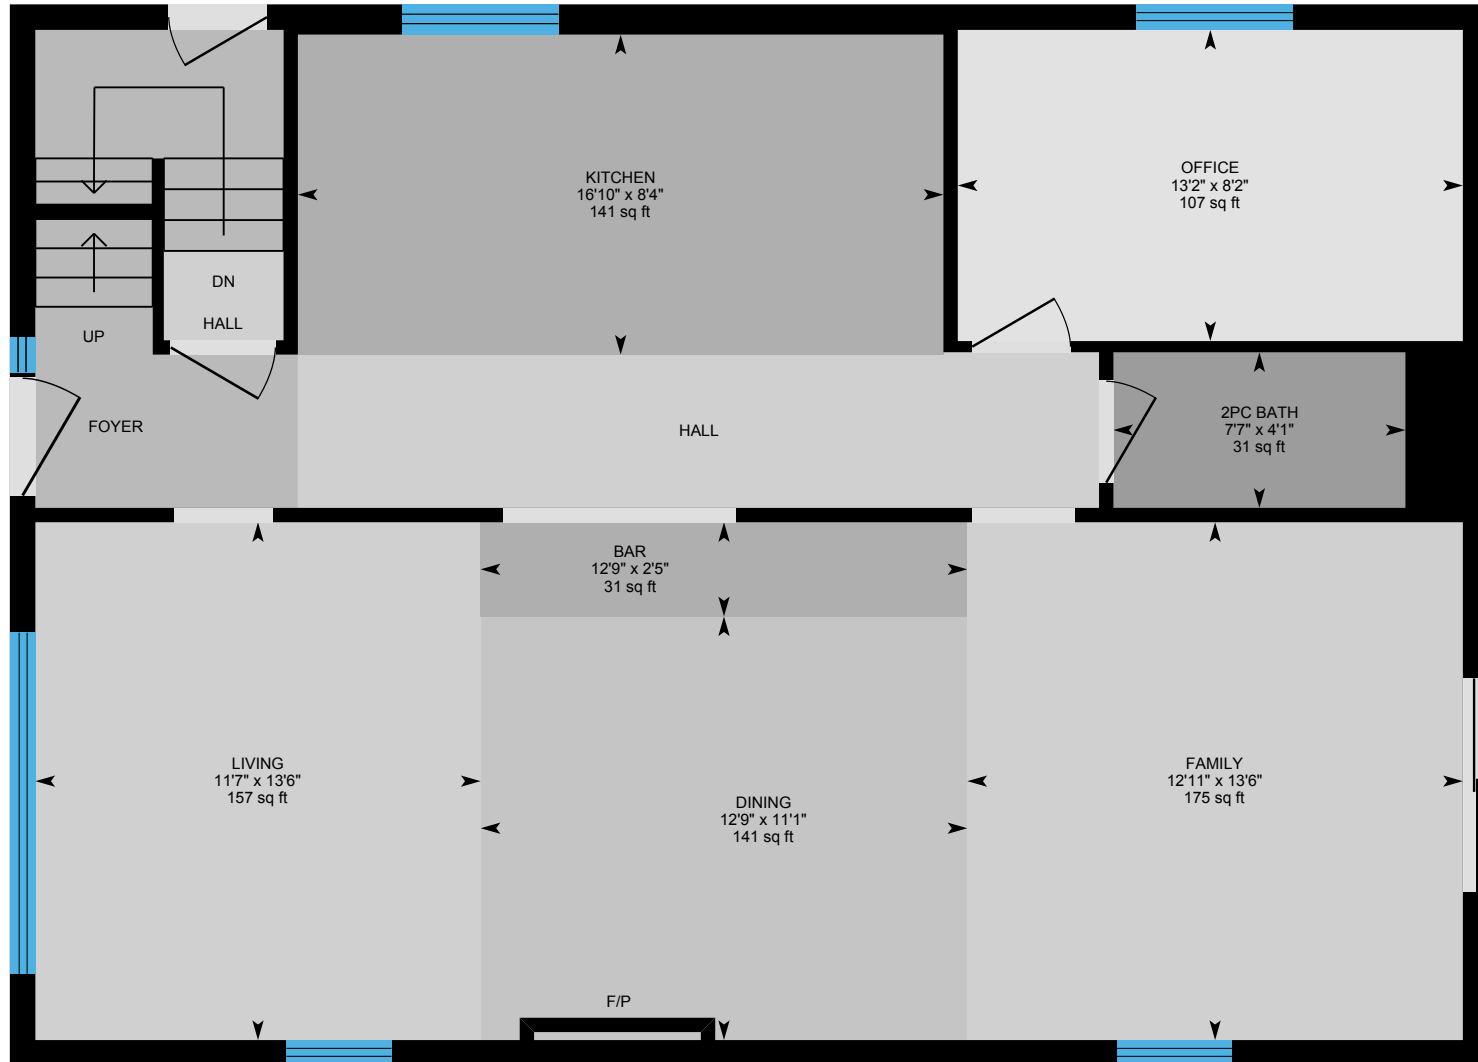 KITCHEN
16'10" x 8'4"
141 sq ft
OFFICE
13'2" x 8'2"
107 sq ft
DN
HALL
UP
FOYER
HALL
2PC BATH
7'7" x 4'1"
31 sq ft
BAR
12'9" x 2'5"
31 sq ft
LIVING
11'7" x 13'6"
157 sq ft
DINING
12'9" x 11'1"
141 sq ft
FAMILY
12'11" x 13'6"
175 sq ft
F/P